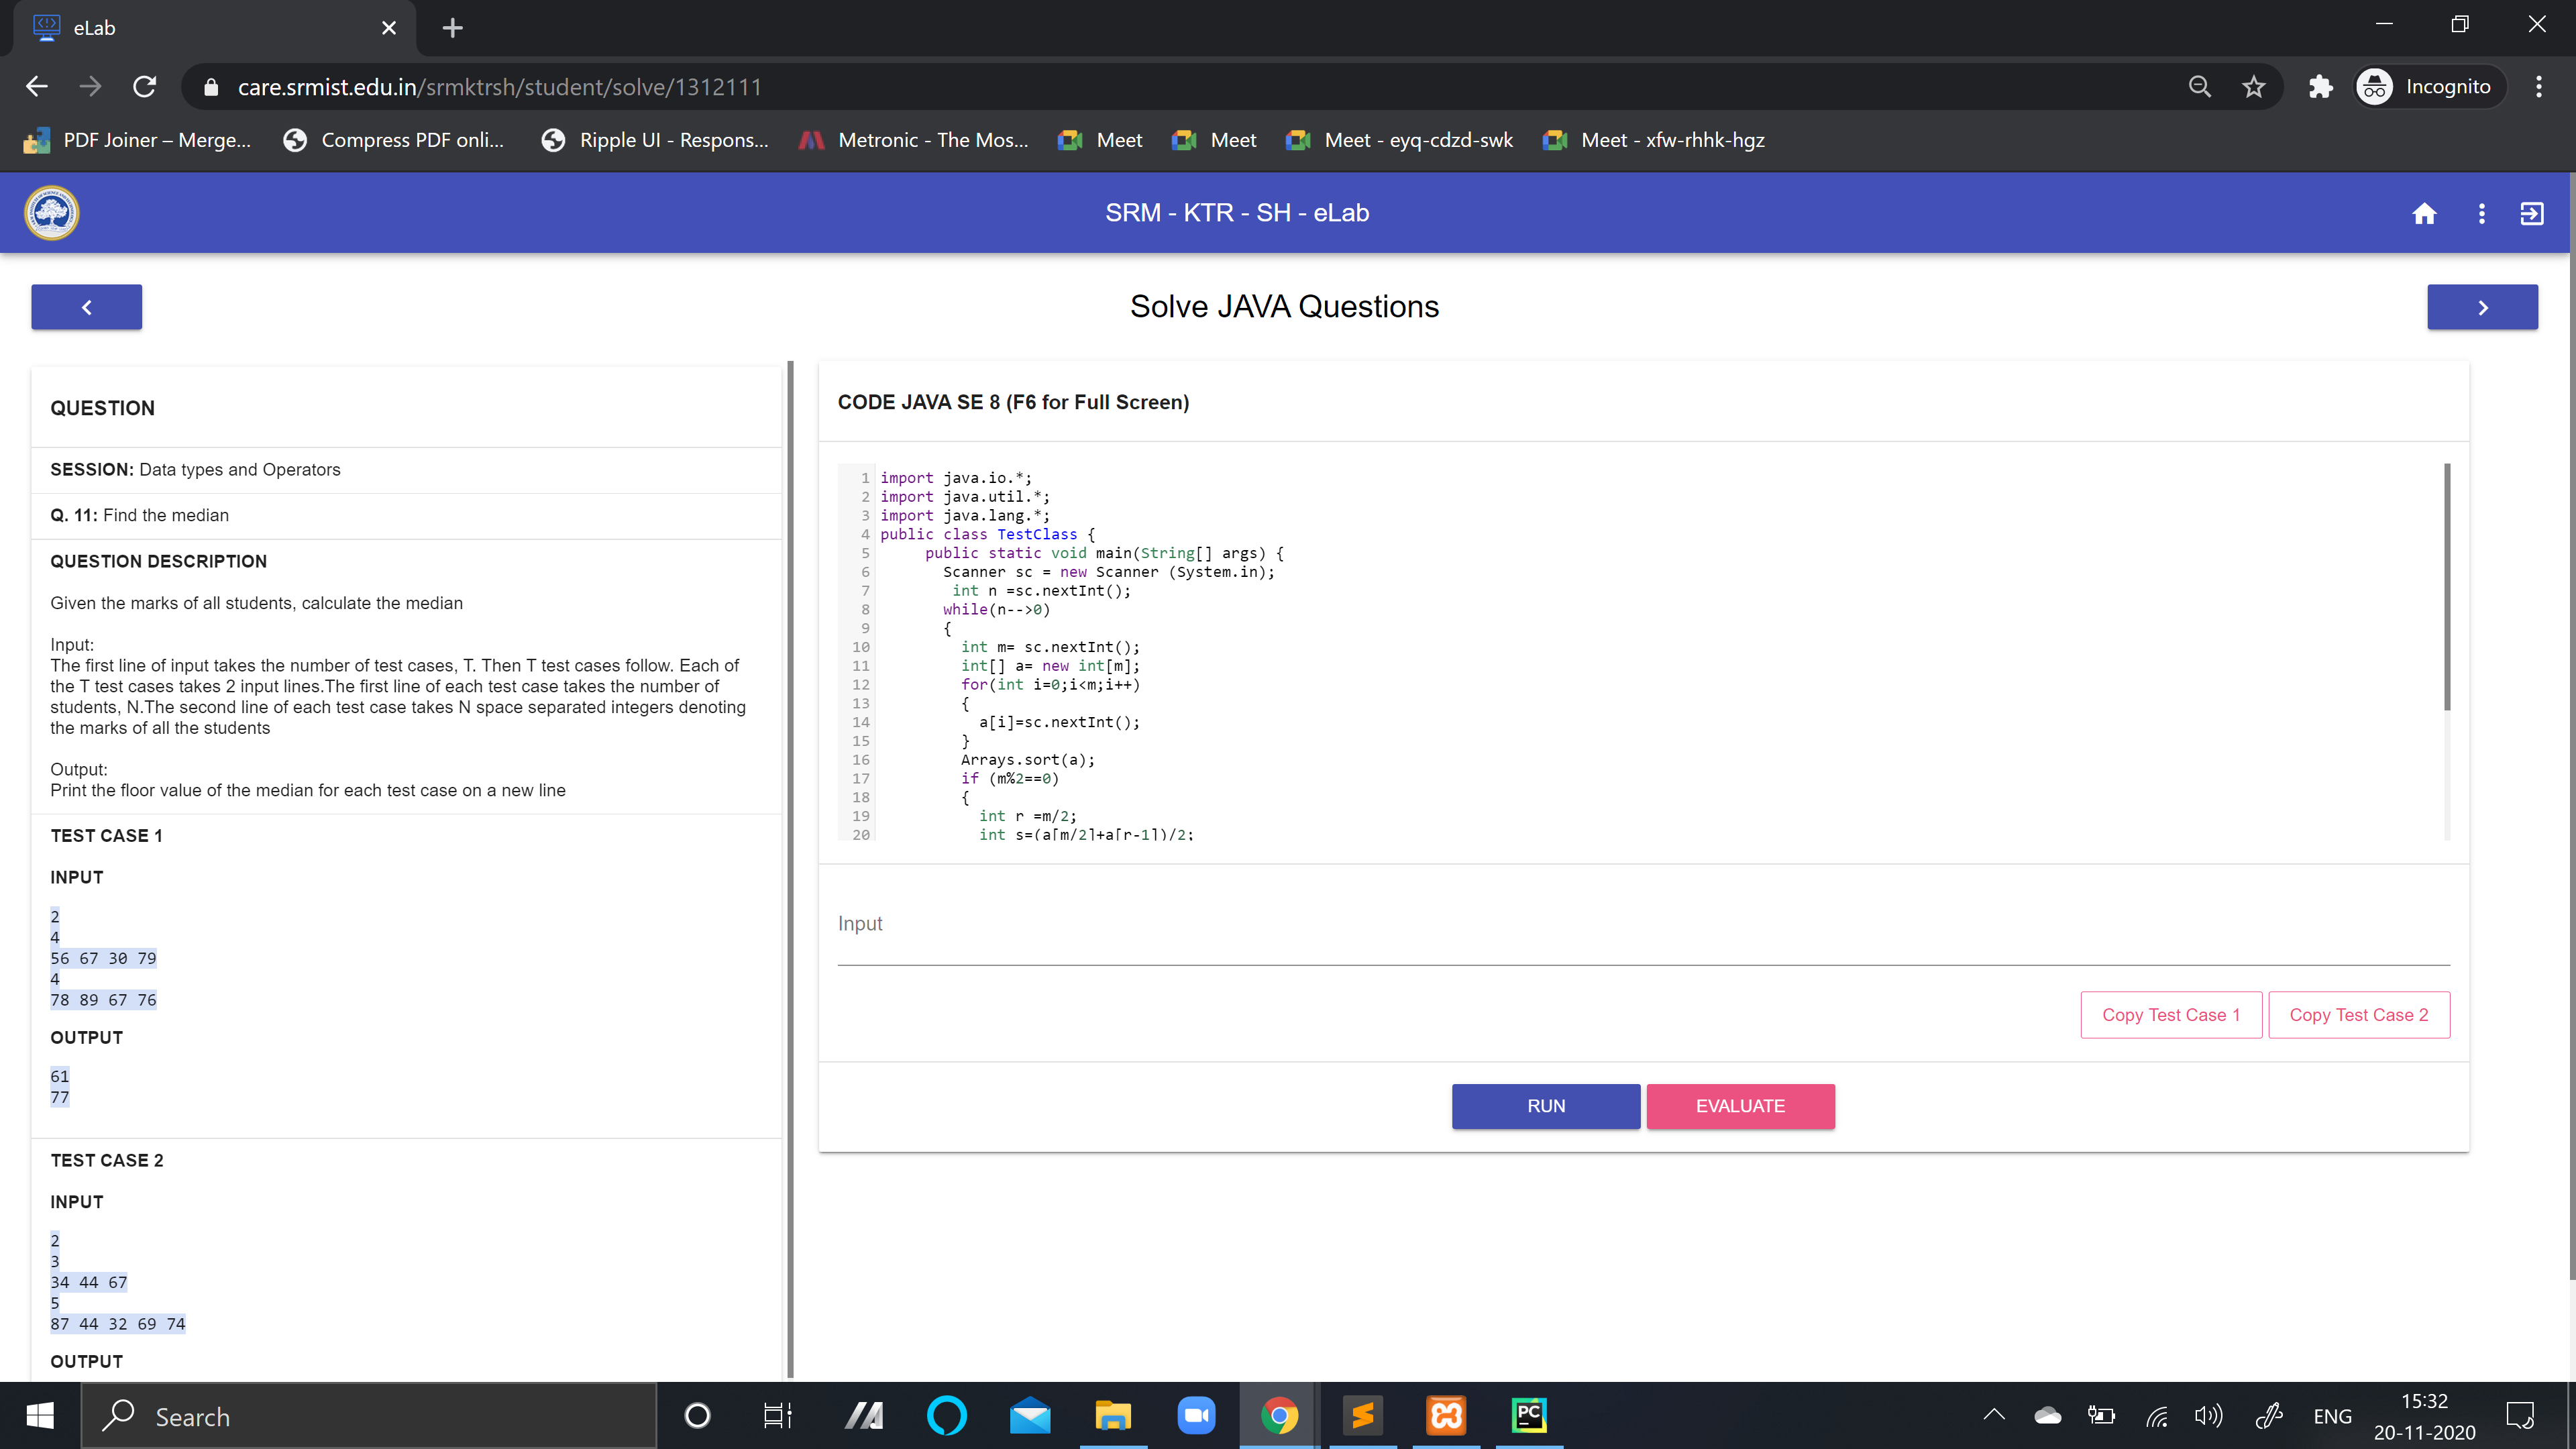 eLab
care.srmist.edu.in/srmktrsh/student/solve/1312111
Incognito
PDF Joiner – Merge...
Compress PDF onli...
Ripple UI - Respons...
Metronic - The Mos...
Meet
Meet
Meet - eyq-cdzd-swk
Meet - xfw-rhhk-hgz
SRM - KTR - SH - eLab
Solve JAVA Questions
QUESTION
SESSION: Data types and Operators
Q. 11: Find the median
QUESTION DESCRIPTION
Given the marks of all students, calculate the median
Input:
The first line of input takes the number of test cases, T. Then T test cases follow. Each of
the T test cases takes 2 input lines.The first line of each test case takes the number of
students, N.The second line of each test case takes N space separated integers denoting
the marks of all the students
Output:
Print the floor value of the median for each test case on a new line
TEST CASE 1
INPUT
2
4
56 67 30 79
4
78 89 67 76
OUTPUT
61
77
TEST CASE 2
INPUT
2
3
34 44 67
5
87 44 32 69 74
OUTPUT
CODE JAVA SE 8 (F6 for Full Screen)
1 import java.io.*;
2 import java.util.*;
3 import java.lang.*;
4 public class TestClass {
5 public static void main(String[] args) {
6 Scanner sc = new Scanner (System.in);
7 int n =sc.nextInt();
8 while(n-->0)
9 {
10 int m= sc.nextInt();
11 int[] a= new int[m];
12 for(int i=0;i<m;i++)
13 {
14 a[i]=sc.nextInt();
15 }
16 Arrays.sort(a);
17 if (m%2==0)
18 {
19 int r =m/2;
20 int s=(a[m/2]+a[r-1])/2;
Input
Copy Test Case 1
Copy Test Case 2
RUN
EVALUATE
Search
PC
ENG
15:32
20-11-2020